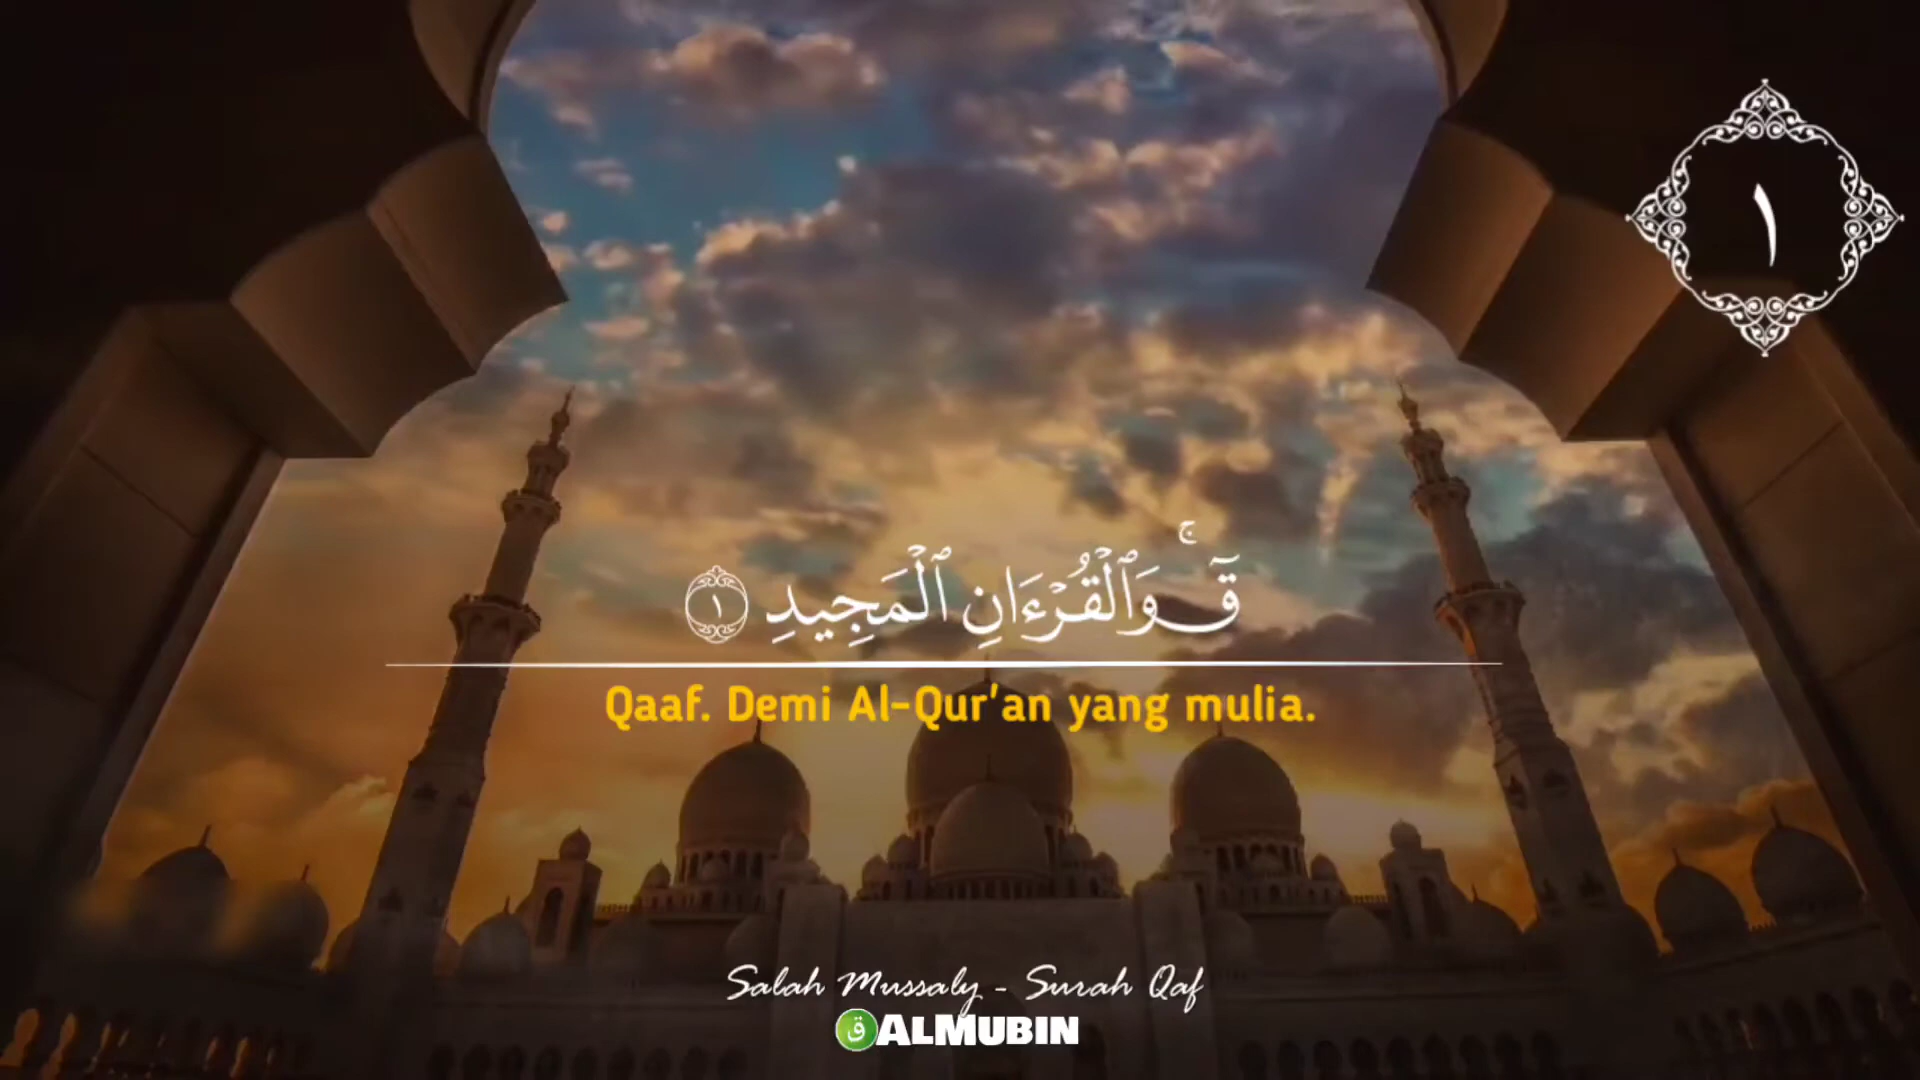 ١
قٓ ۚ وَٱلْقُرْءَانِ ٱلْمَجِيدِ ١
Qaaf. Demi Al-Qur'an yang mulia.
Salah Mussaly - Surah Qaf
ق ALMUBIN